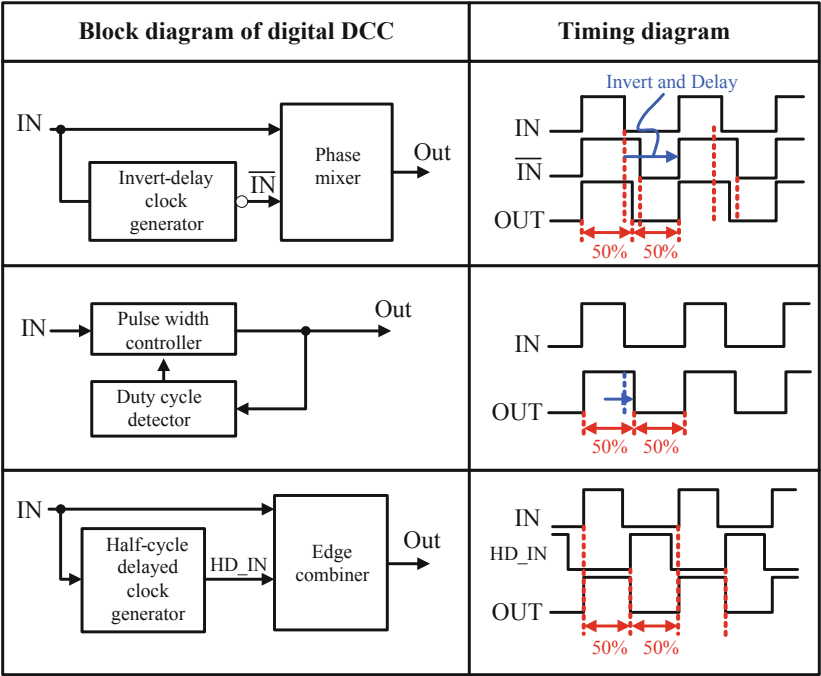 Block diagram of digital DCC
Timing diagram
IN
Invert-delay
clock
generator
IN
Phase
mixer
Out
Invert and Delay
IN
IN
OUT
50%
50%
IN
Pulse width
controller
Out
Duty cycle
detector
IN
OUT
50%
50%
IN
Half-cycle
delayed
clock
generator
HD_IN
Edge
combiner
Out
IN
HD_IN
OUT
50%
50%